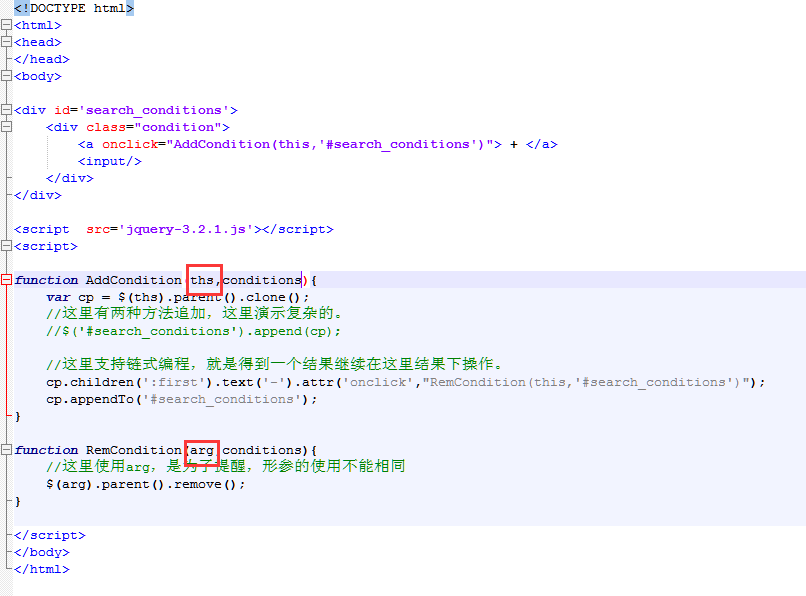 <!DOCTYPE html>
<html>
<head>
</head>
<body>
<div id='search_conditions'>
<div class="condition">
<a onclick="AddCondition(this,'#search_conditions')"> + </a>
<input/>
</div>
</div>
<script  src='jquery-3.2.1.js'></script>
<script>
function AddCondition(ths,conditions){
var cp = $(ths).parent().clone();
//这里有两种方法追加，这里演示复杂的。
//$('#search_conditions').append(cp);
//这里支持链式编程，就是得到一个结果继续在这里结果下操作。
cp.children(':first').text('-').attr('onclick',"RemCondition(this,'#search_conditions')");
cp.appendTo('#search_conditions');
}
function RemCondition(arg,conditions){
//这里使用arg，是为了提醒，形参的使用不能相同
$(arg).parent().remove();
}
</script>
</body>
</html>